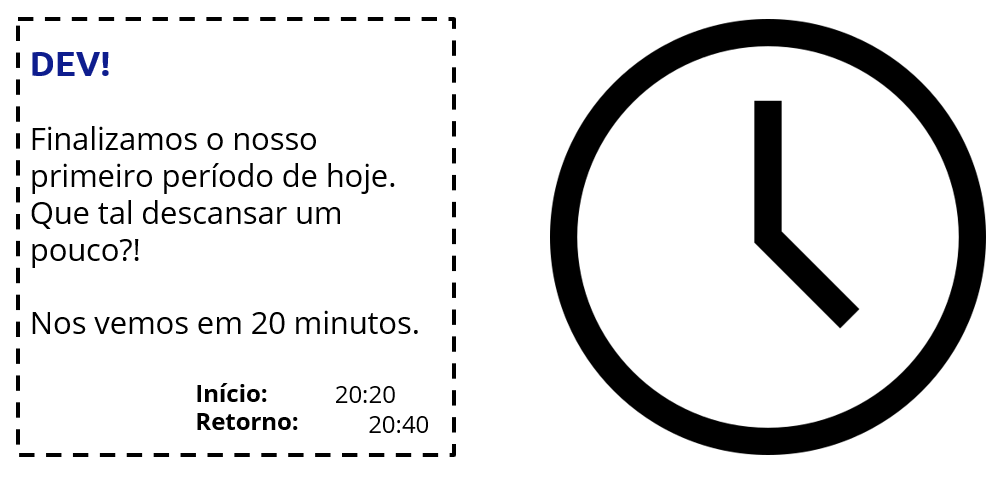 DEV!
Finalizamos o nosso
primeiro período de hoje.
Que tal descansar um
pouco?!
Nos vemos em 20 minutos.
Início: 20:20
Retorno: 20:40